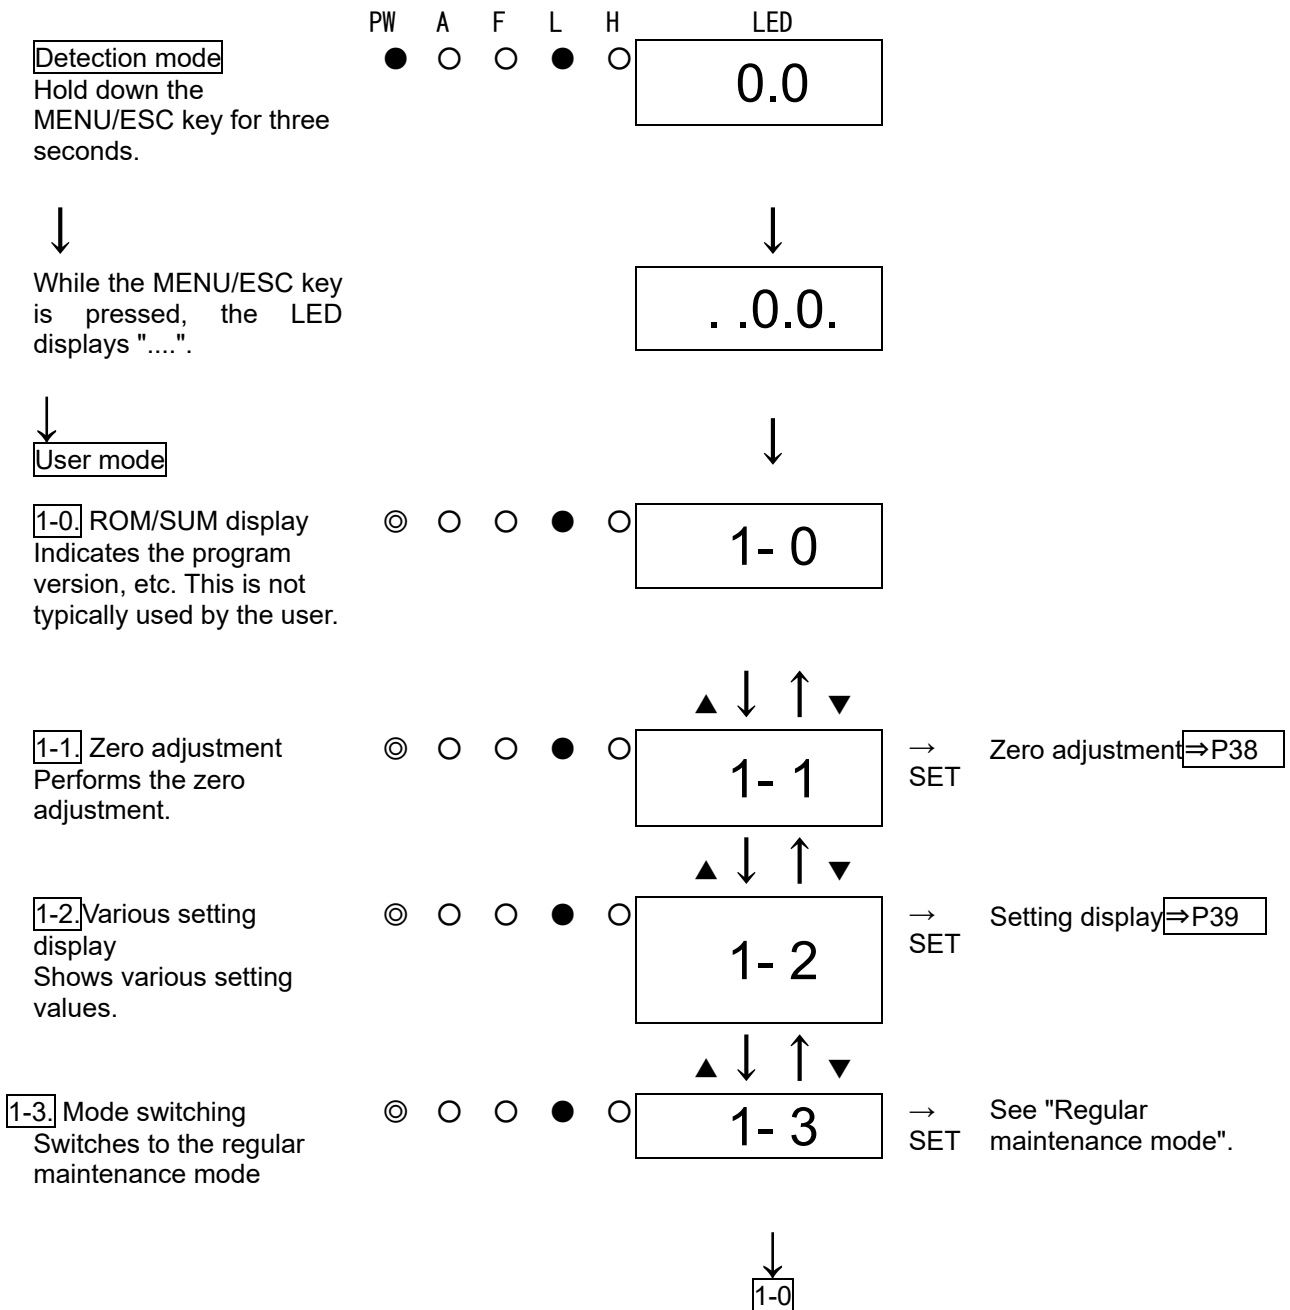 PW A F L H LED
Detection mode ● ○ ○ ● ○ 0.0
Hold down the
MENU/ESC key for three
seconds.
↓ ↓
While the MENU/ESC key
is pressed, the LED
displays "....".
. .0.0.
↓ ↓
User mode
1-0. ROM/SUM display ◎ ○ ○ ● ○ 1- 0
Indicates the program
version, etc. This is not
typically used by the user.
▲ ↓ ↑ ▼
1-1. Zero adjustment ◎ ○ ○ ● ○ 1- 1 → Zero adjustment⇒P38
SET
Performs the zero
adjustment.
▲ ↓ ↑ ▼
1-2.Various setting ◎ ○ ○ ● ○ 1- 2 → Setting display⇒P39
SET
display
Shows various setting
values.
▲ ↓ ↑ ▼
1-3. Mode switching ◎ ○ ○ ● ○ 1- 3 → See "Regular
SET maintenance mode".
Switches to the regular
maintenance mode
↓
1-0